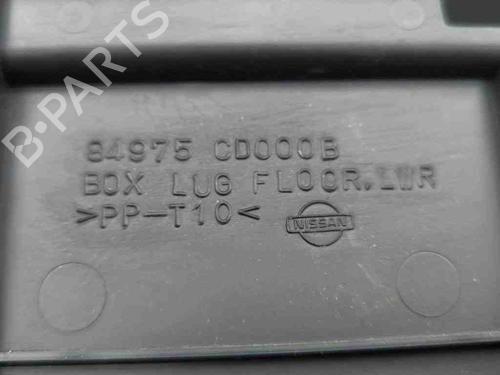 84975 CD000B
BOX LUG FLOOR, LWR
>PP-T10<
NISSAN
B-PARTS